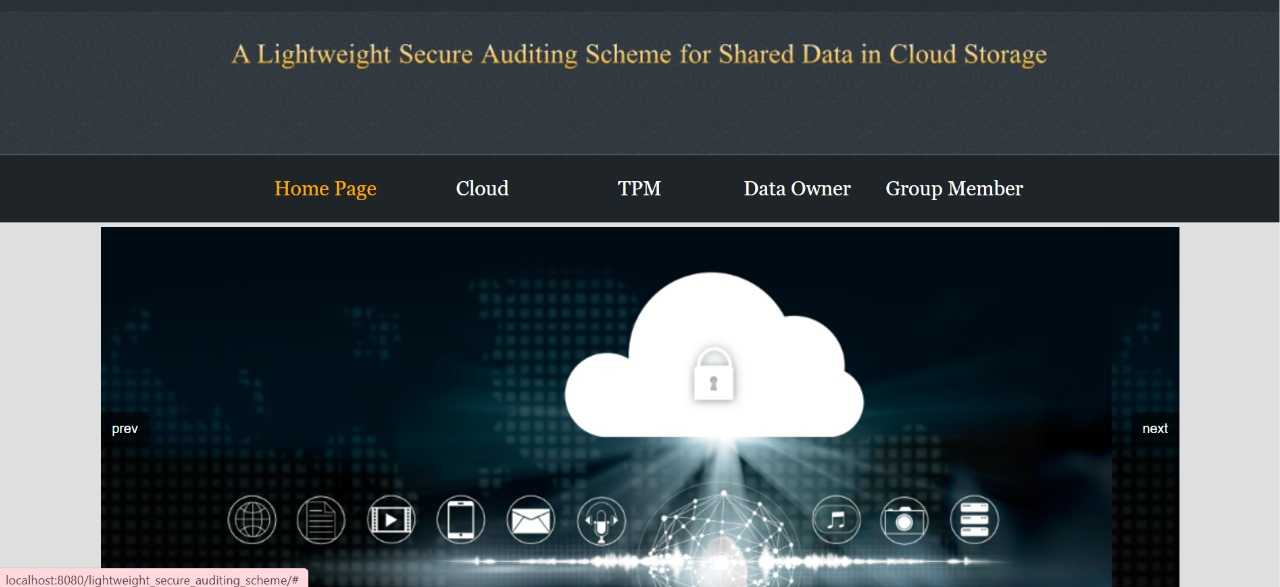 A Lightweight Secure Auditing Scheme for Shared Data in Cloud Storage
Home Page Cloud TPM Data Owner Group Member
prev next
localhost:8080/lightweight_secure_auditing_scheme/#